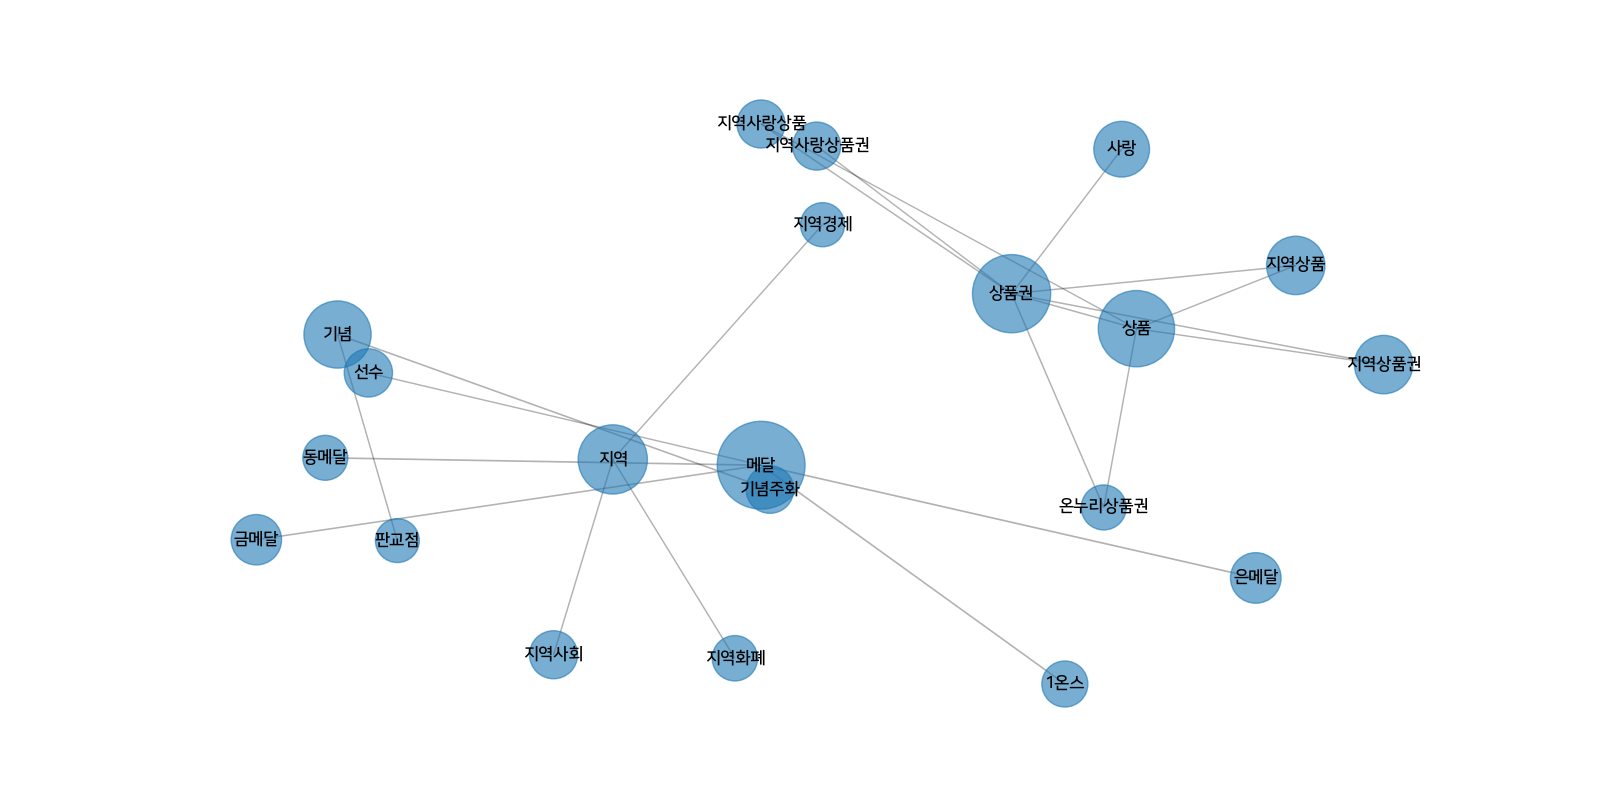 지역사랑상품
지역사랑상품권
사랑
지역경제
지역상품
상품권
상품
기념
지역상품권
선수
동메달
지역
메달
기념주화
온누리상품권
금메달
판교점
은메달
지역사회
지역화폐
1온스